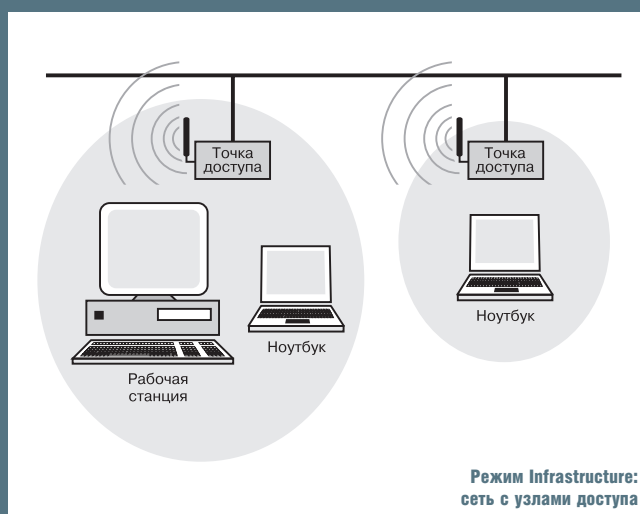 Точка
доступа
Точка
доступа
Ноутбук
Ноутбук
Рабочая
станция
Режим Infrastructure:
сеть с узлами доступа